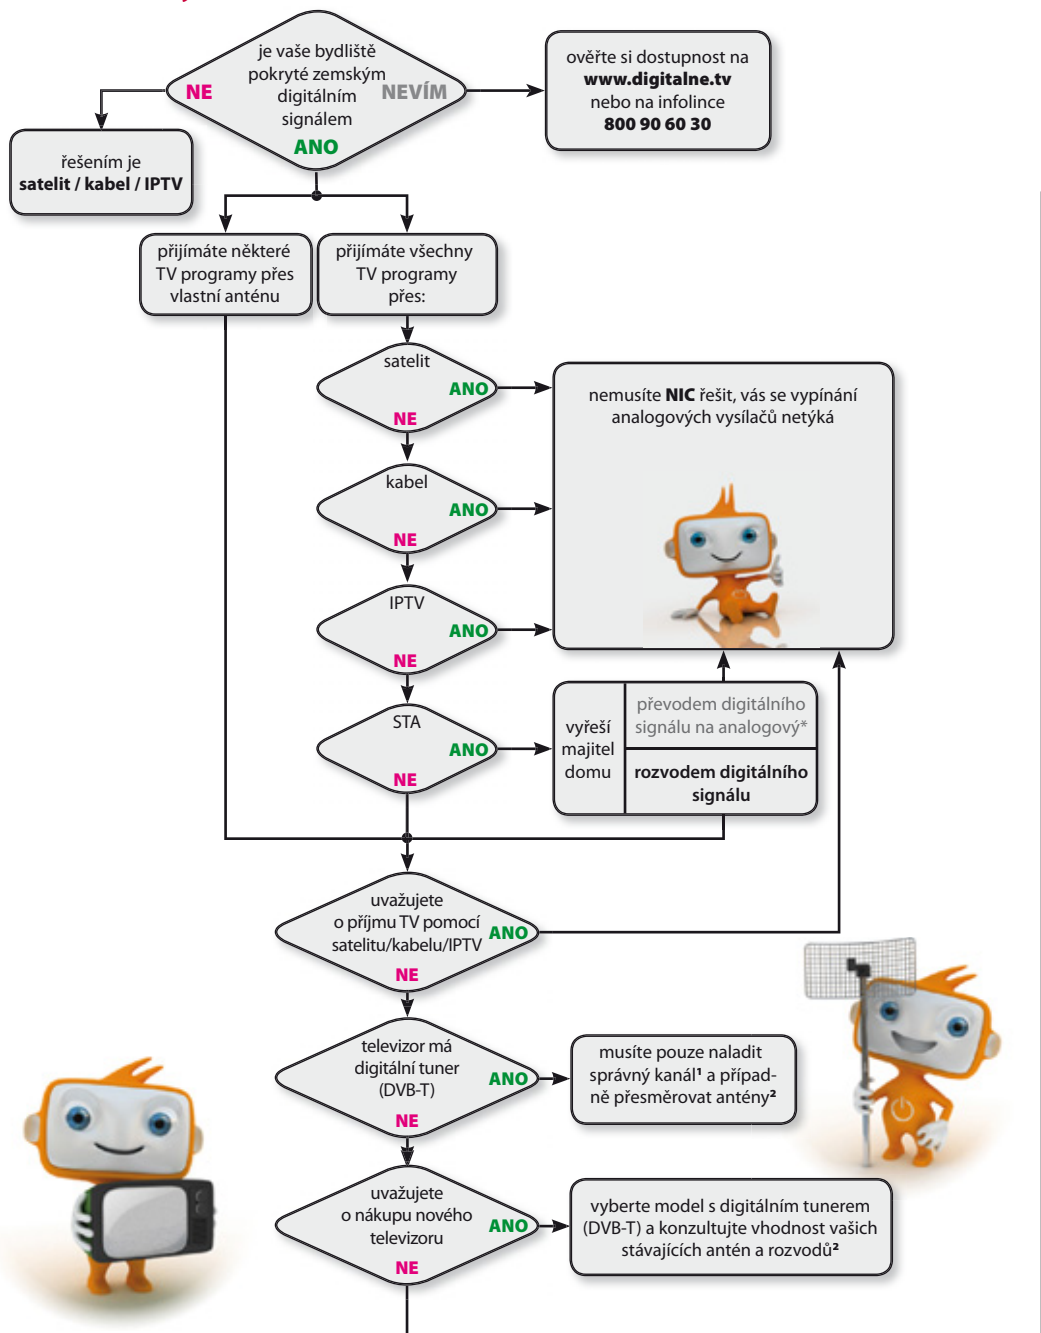 je vaše bydliště
pokryté zemským
digitálním
signálem
NE
NEVÍM
ANO
ověřte si dostupnost na
www.digitalne.tv
nebo na infolince
800 90 60 30
řešením je
satelit / kabel / IPTV
přijímáte některé
TV programy přes
vlastní anténu
přijímáte všechny
TV programy
přes:
satelit
ANO
NE
nemusíte NIC řešit, vás se vypínání
analogových vysílačů netýká
kabel
ANO
NE
IPTV
ANO
NE
STA
ANO
NE
vyřeší
majitel
domu
převodem digitálního
signálu na analogový*
rozvodem digitálního
signálu
uvažujete
o příjmu TV pomocí
satelitu/kabelu/IPTV
ANO
NE
televizor má
digitální tuner
(DVB-T)
ANO
NE
musíte pouze naladit
správný kanál¹ a případ-
ně přesměrovat antény²
uvažujete
o nákupu nového
televizoru
ANO
NE
vyberte model s digitálním tunerem
(DVB-T) a konzultujte vhodnost vašich
stávajících antén a rozvodů²